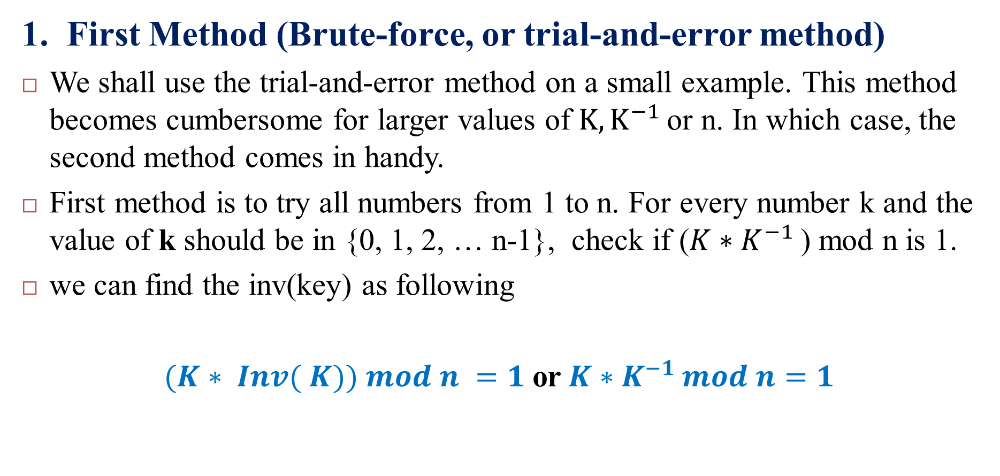 1. First Method (Brute-force, or trial-and-error method)
□ We shall use the trial-and-error method on a small example. This method
becomes cumbersome for larger values of K, K⁻¹ or n. In which case, the
second method comes in handy.
□ First method is to try all numbers from 1 to n. For every number k and the
value of k should be in {0, 1, 2, … n-1}, check if (K * K⁻¹ ) mod n is 1.
□ we can find the inv(key) as following
(K * Inv( K)) mod n = 1 or K * K⁻¹ mod n = 1